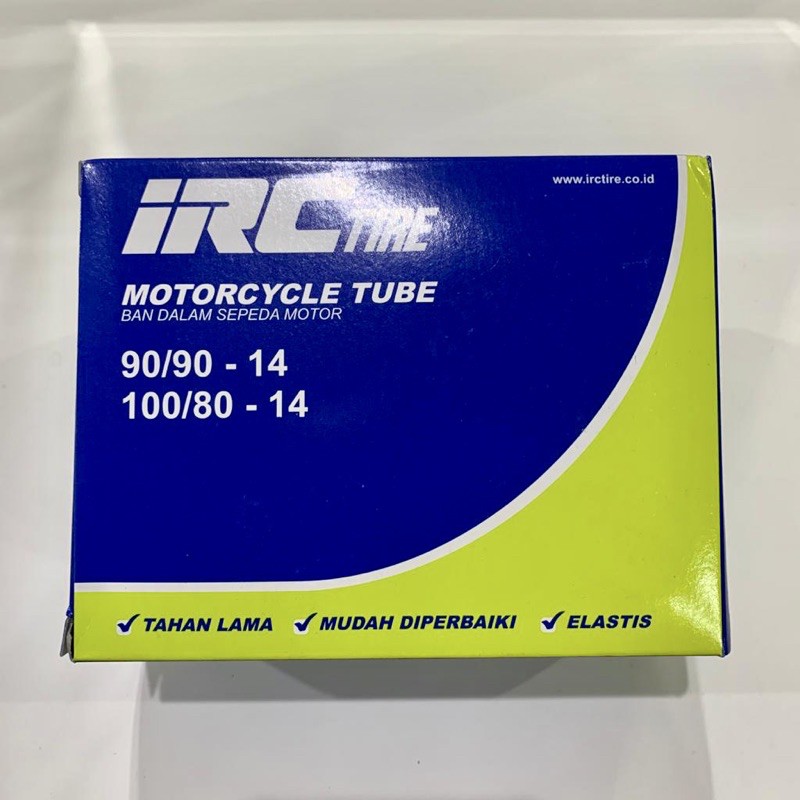 iRC TIRE
www.irctire.co.id
MOTORCYCLE TUBE
BAN DALAM SEPEDA MOTOR
90/90 - 14
100/80 - 14
✓ TAHAN LAMA ✓ MUDAH DIPERBAIKI ✓ ELASTIS